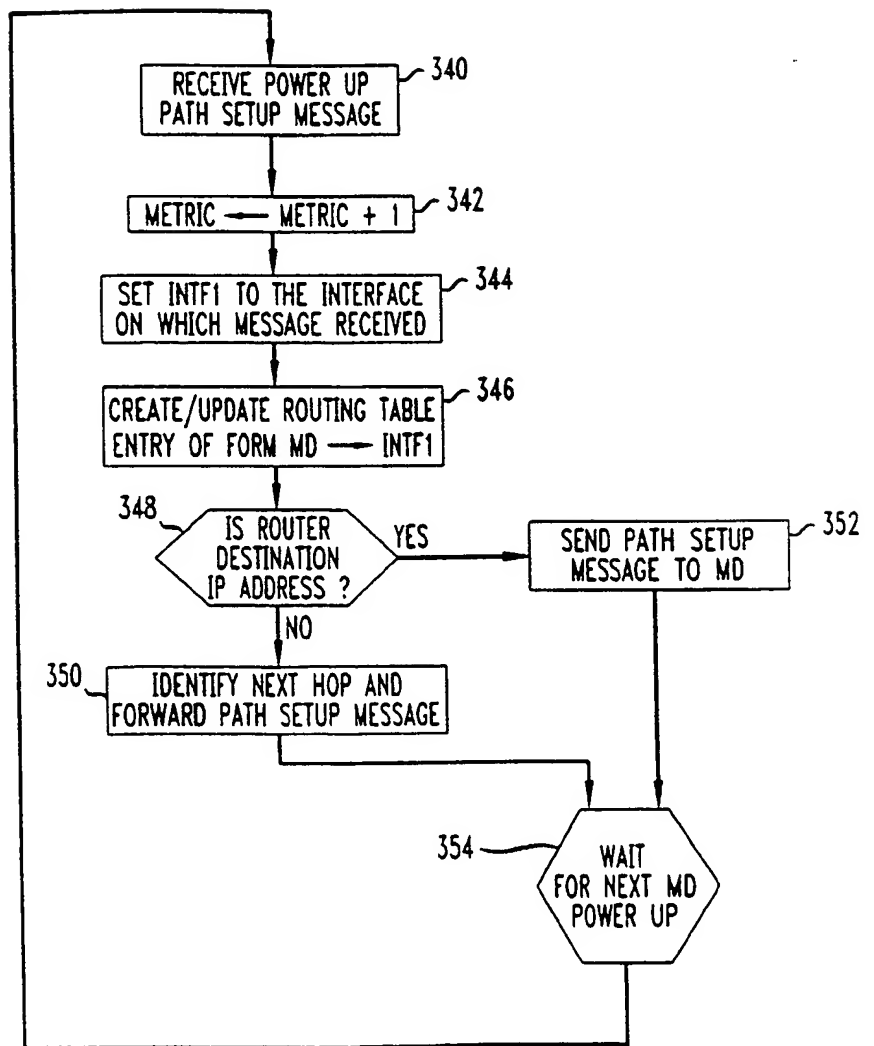 RECEIVE POWER UP
PATH SETUP MESSAGE
340
METRIC ← METRIC + 1
342
SET INTF1 TO THE INTERFACE
ON WHICH MESSAGE RECEIVED
344
CREATE/UPDATE ROUTING TABLE
ENTRY OF FORM MD → INTF1
346
348
IS ROUTER
DESTINATION
IP ADDRESS ?
YES
NO
SEND PATH SETUP
MESSAGE TO MD
352
350
IDENTIFY NEXT HOP AND
FORWARD PATH SETUP MESSAGE
354
WAIT
FOR NEXT MD
POWER UP